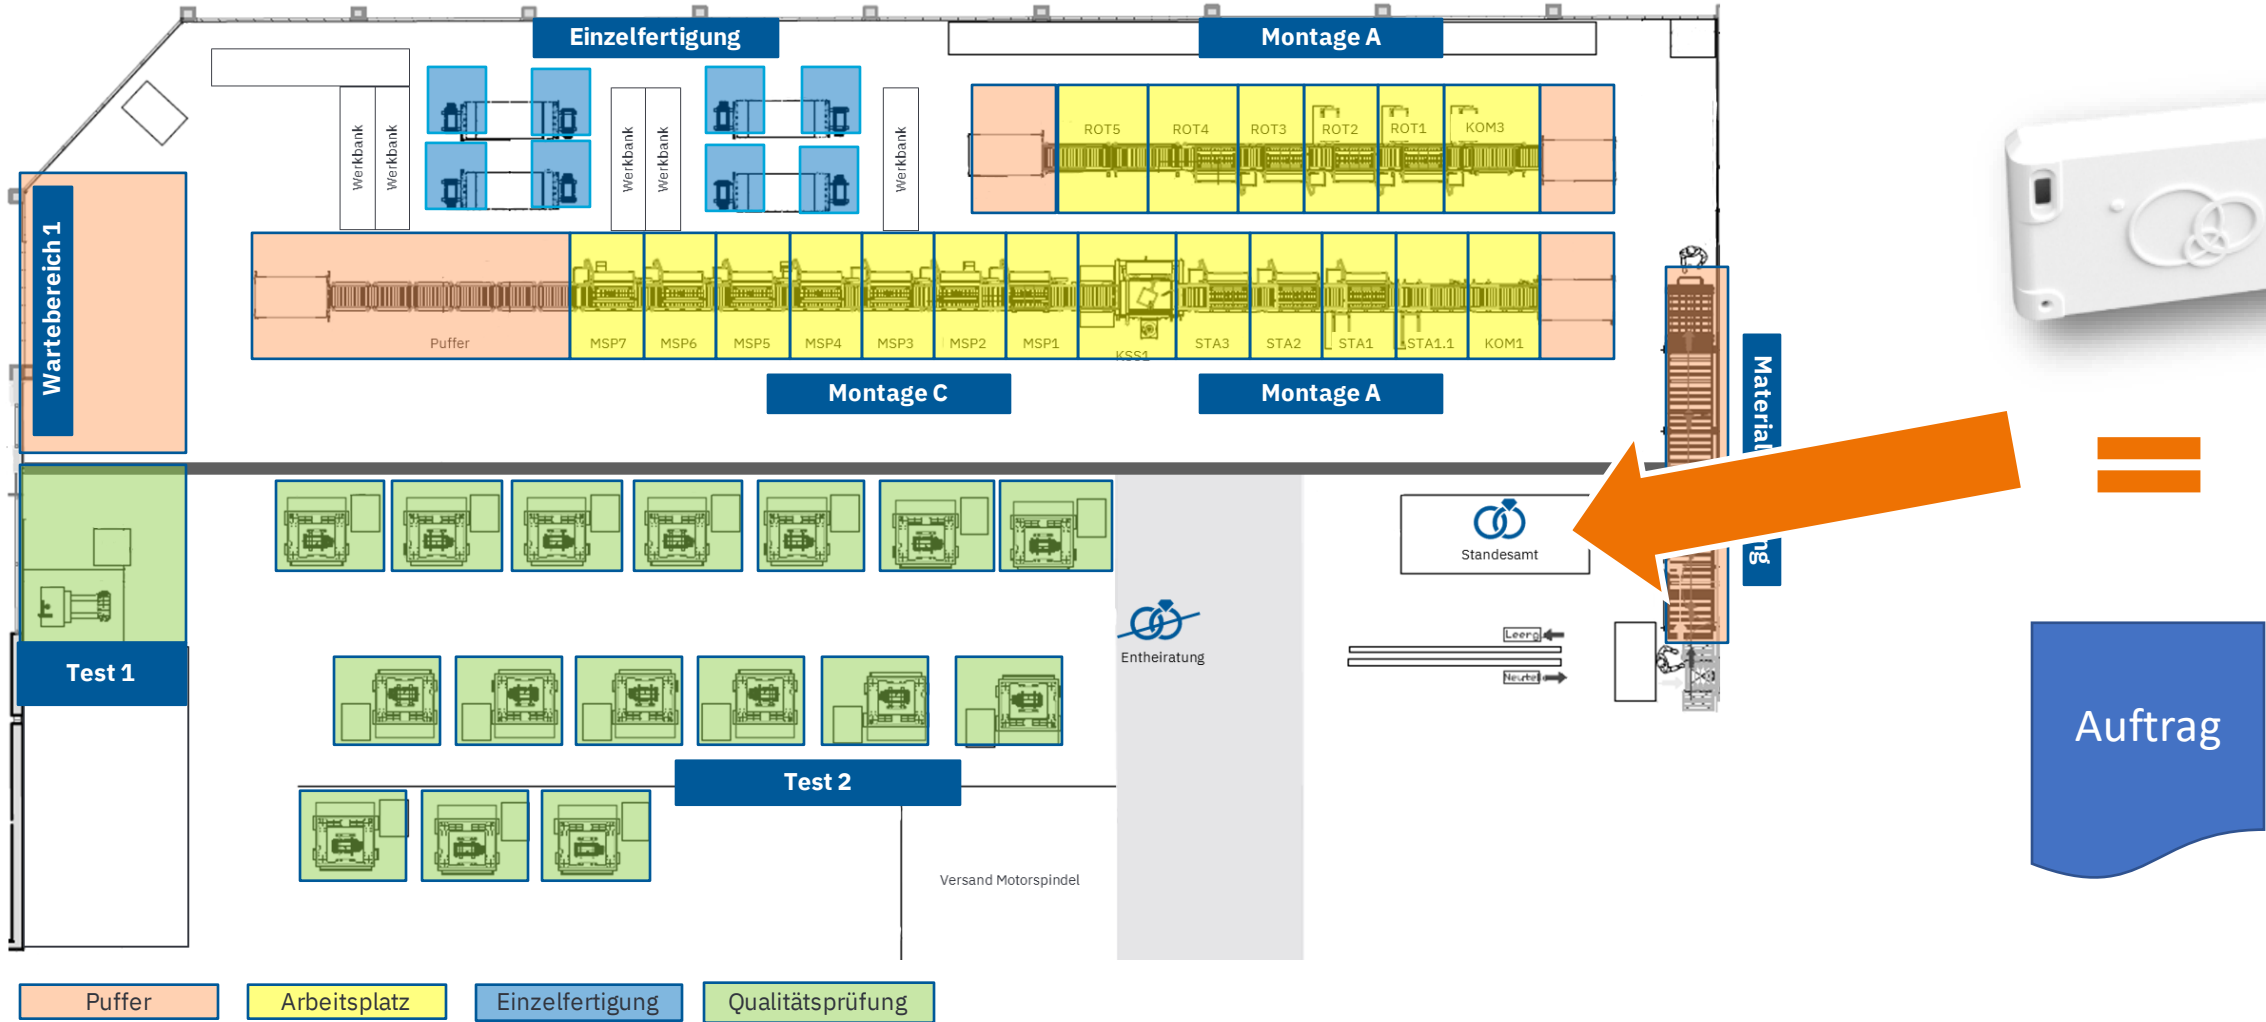 Einzelfertigung
Montage A
Werkbank
Werkbank
Werkbank
Werkbank
Werkbank
ROT5
ROT4
ROT3
ROT2
ROT1
KOM3
Wartebereich 1
Puffer
MSP7
MSP6
MSP5
MSP4
MSP3
MSP2
MSP1
KSS1
STA3
STA2
STA1
STA1.1
KOM1
Montage C
Montage A
Material
ng
Standesamt
Entheiratung
Leerg
Neuteil
Test 1
Test 2
Versand Motorspindel
Auftrag
Puffer
Arbeitsplatz
Einzelfertigung
Qualitätsprüfung